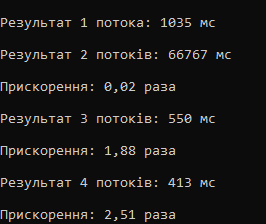 Результат 1 потока: 1035 мс
Результат 2 потоків: 66767 мс
Прискорення: 0,02 раза
Результат 3 потоків: 550 мс
Прискорення: 1,88 раза
Результат 4 потоків: 413 мс
Прискорення: 2,51 раза